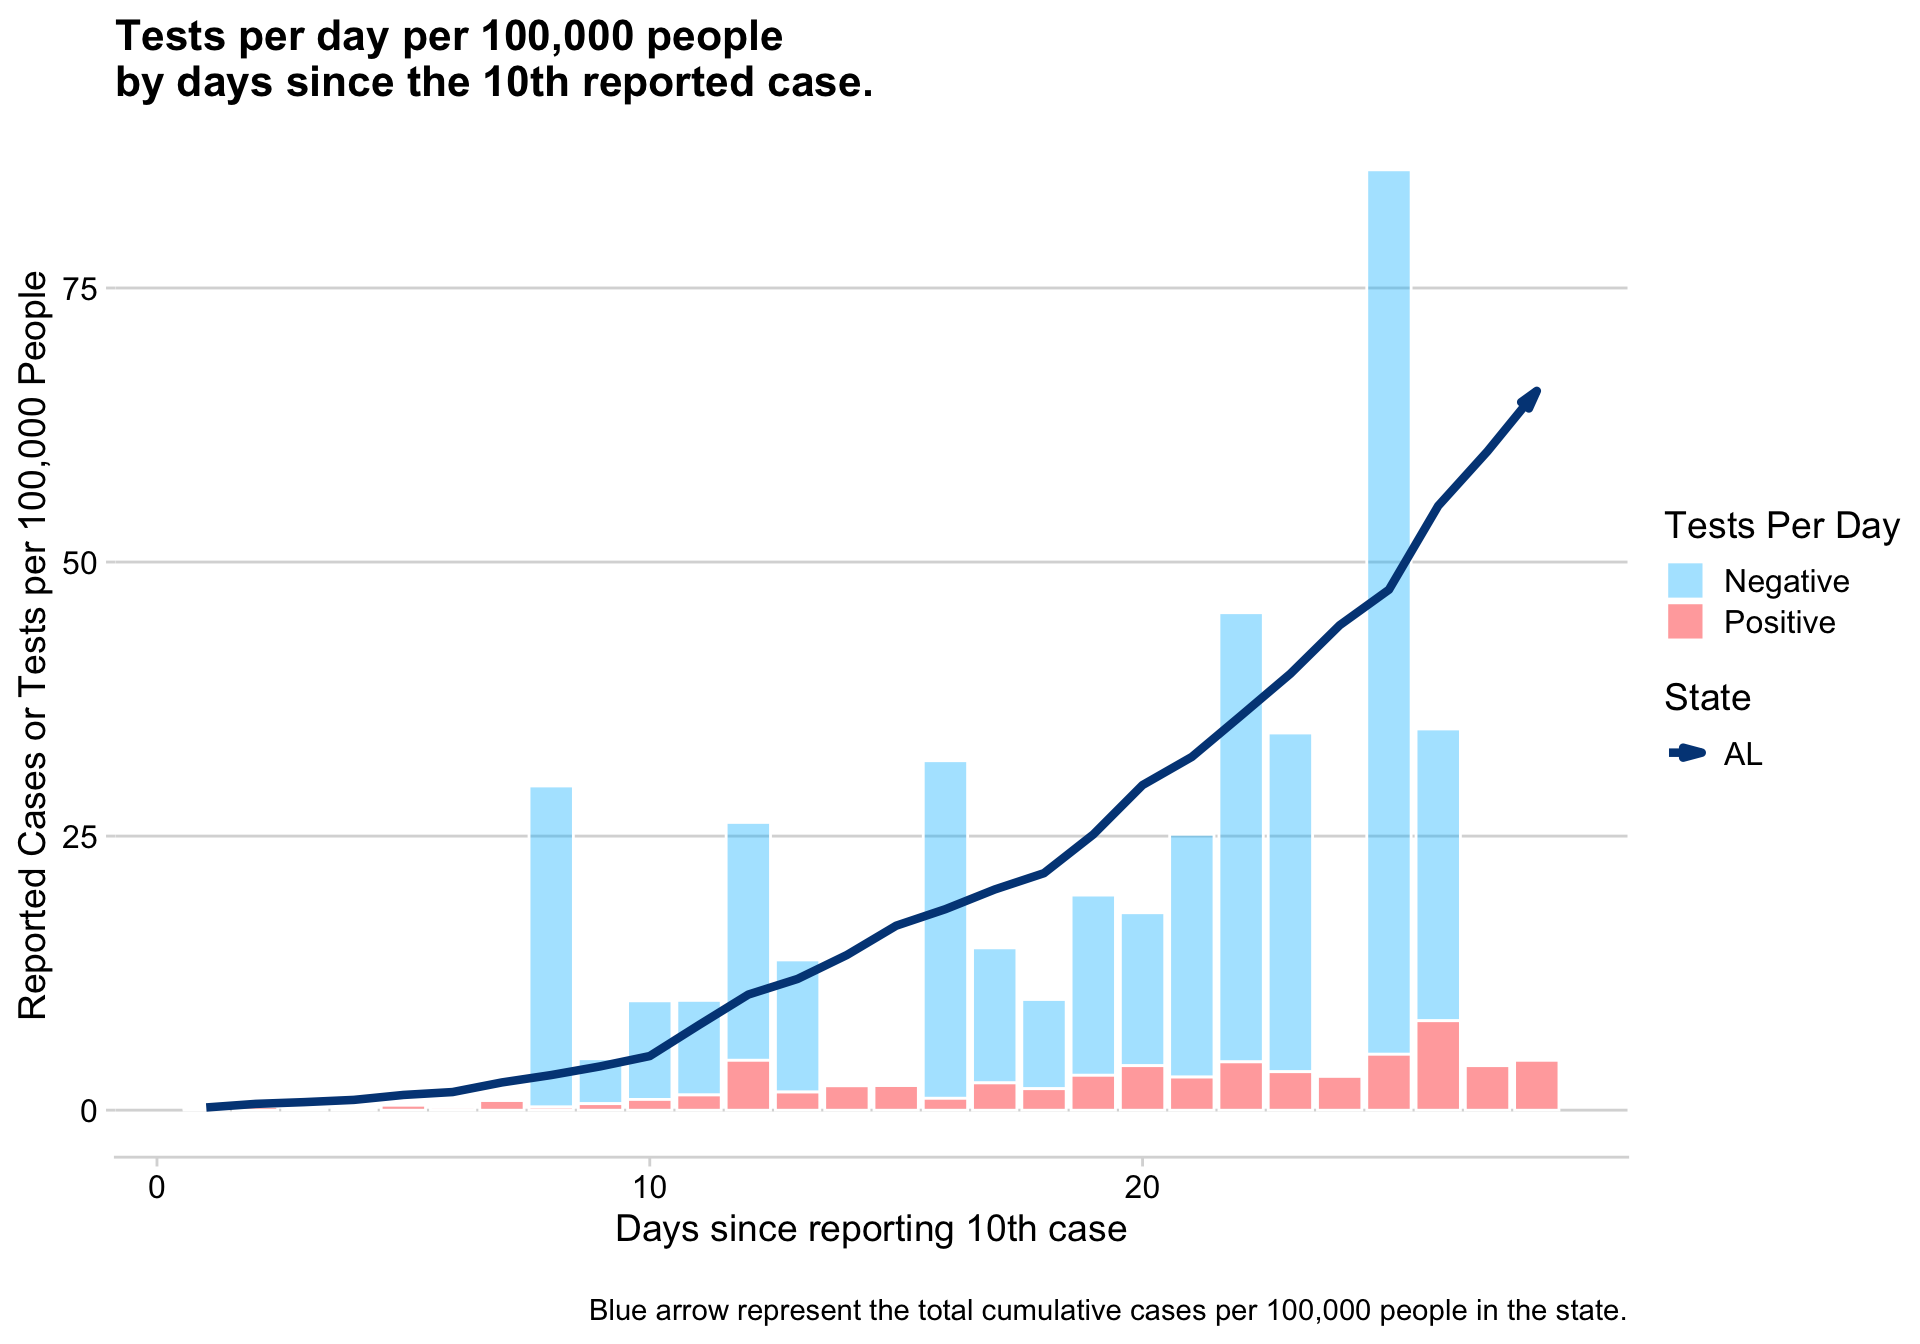 Tests per day per 100,000 people
by days since the 10th reported case.
Reported Cases or Tests per 100,000 People
75
50
25
0
0
10
20
Days since reporting 10th case
Tests Per Day
Negative
Positive
State
AL
Blue arrow represent the total cumulative cases per 100,000 people in the state.